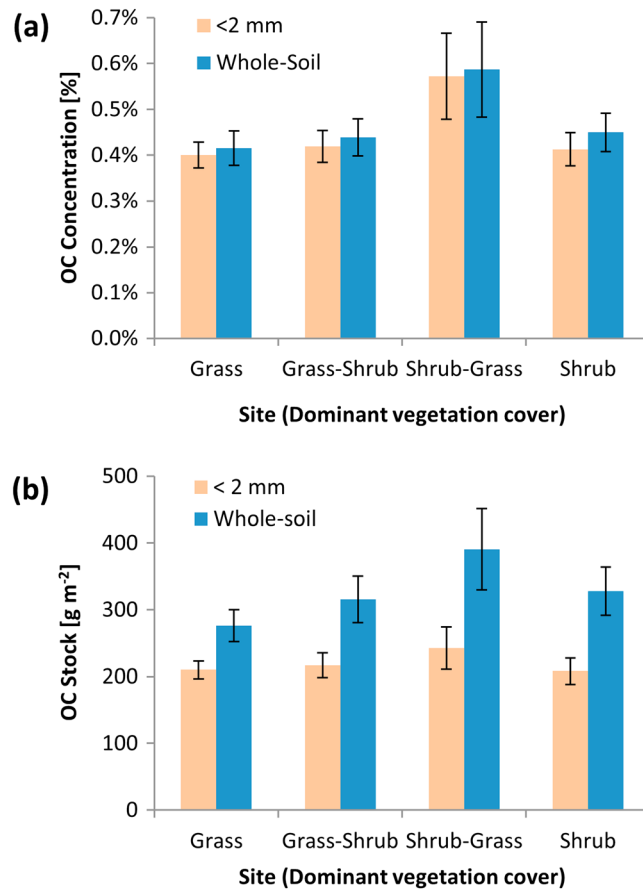 (a)
<2 mm
Whole-Soil
OC Concentration [%]
0.7%
0.6%
0.5%
0.4%
0.3%
0.2%
0.1%
0.0%
Grass Grass-Shrub Shrub-Grass Shrub
Site (Dominant vegetation cover)
(b)
< 2 mm
Whole-soil
OC Stock [g m-2]
500
400
300
200
100
0
Grass Grass-Shrub Shrub-Grass Shrub
Site (Dominant vegetation cover)